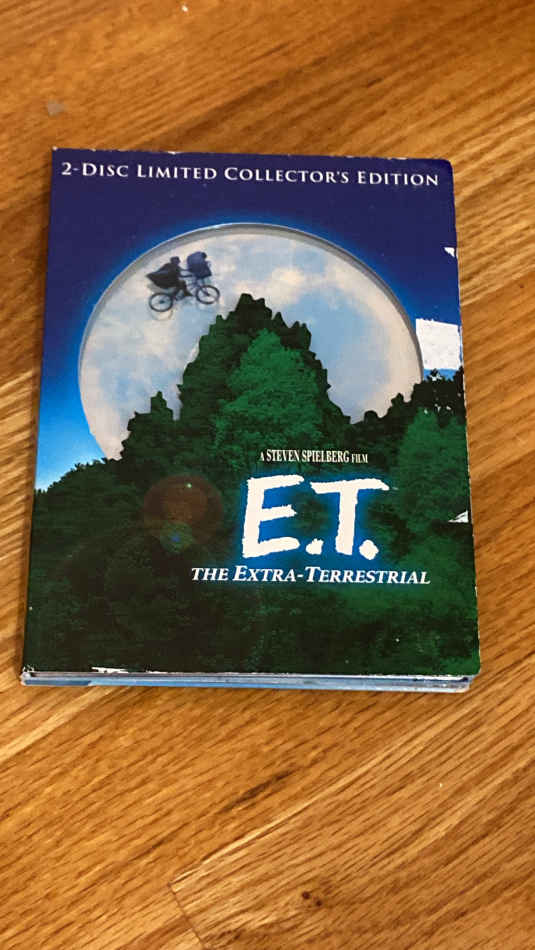 2-Disc Limited Collector's Edition
A STEVEN SPIELBERG FILM
E.T.
THE EXTRA-TERRESTRIAL